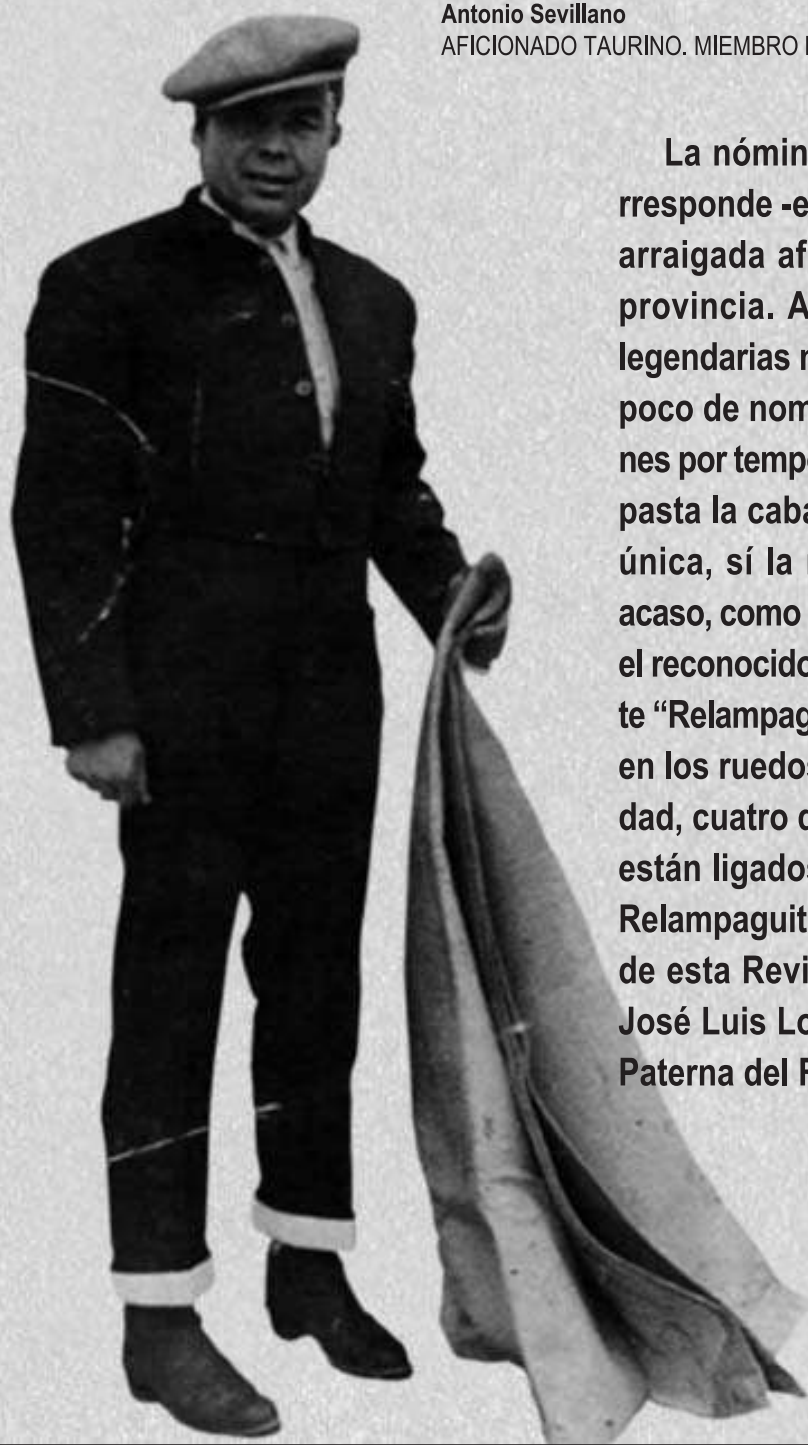 Antonio Sevillano
AFICIONADO TAURINO. MIEMBRO
La nómin
rresponde -e
arraigada af
provincia. A
legendarias
poco de nom
nes por temp
pasta la caba
única, sí la
acaso, como
el reconocido
te “Relampag
en los ruedos
dad, cuatro
están ligados
Relampaguit
de esta Revi
José Luis Lo
Paterna del